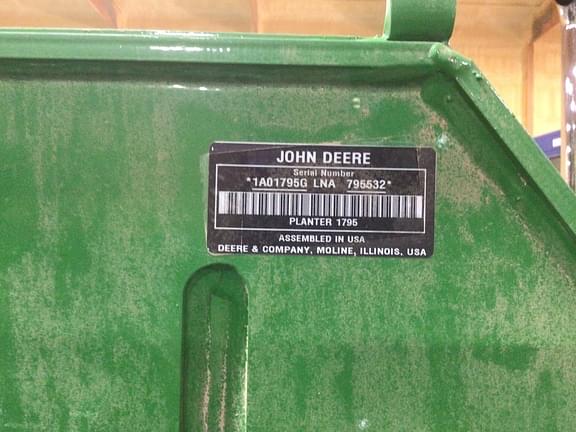 JOHN DEERE
Serial Number
*1A01795G LNA 795532*
PLANTER 1795
ASSEMBLED IN USA
DEERE & COMPANY, MOLINE, ILLINOIS, USA